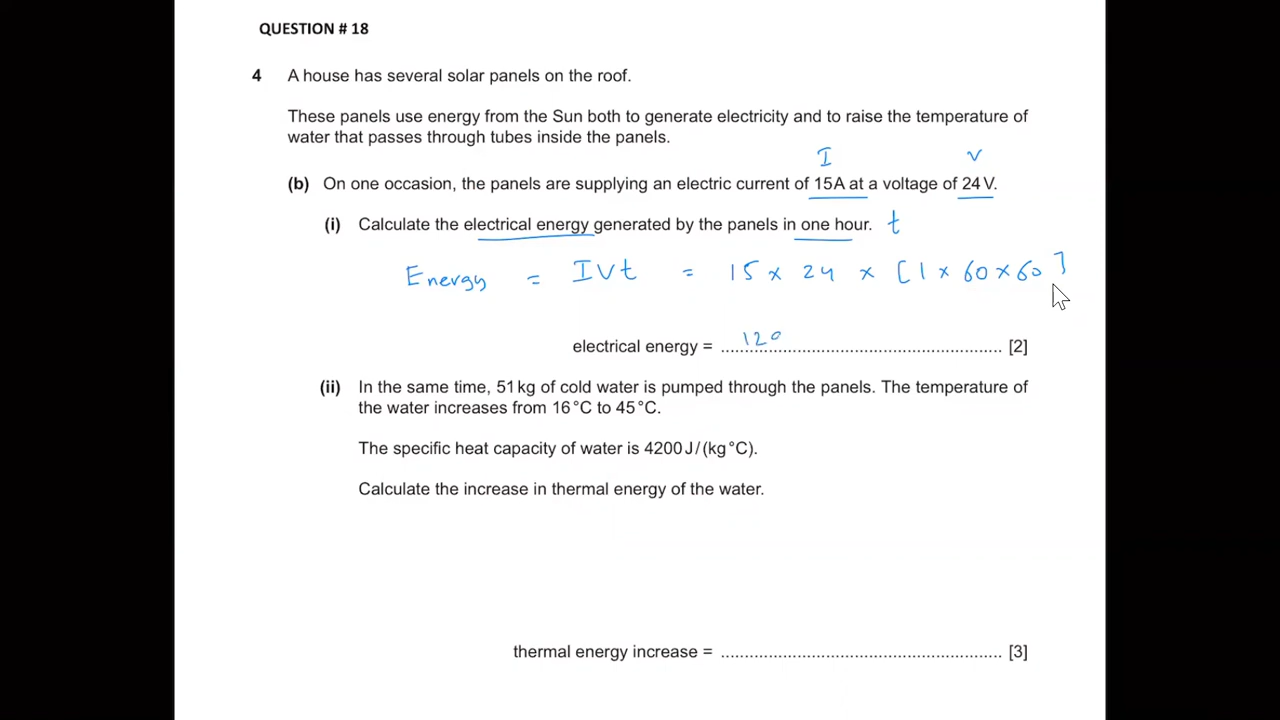 QUESTION # 18
4 A house has several solar panels on the roof.
These panels use energy from the Sun both to generate electricity and to raise the temperature of
water that passes through tubes inside the panels.
I V
(b) On one occasion, the panels are supplying an electric current of 15A at a voltage of 24V.
(i) Calculate the electrical energy generated by the panels in one hour. t
Energy = IVt = 15 × 24 × [1 × 60 × 60]
electrical energy = 120 [2]
(ii) In the same time, 51kg of cold water is pumped through the panels. The temperature of
the water increases from 16°C to 45°C.
The specific heat capacity of water is 4200J/(kg°C).
Calculate the increase in thermal energy of the water.
thermal energy increase = ............................................................ [3]